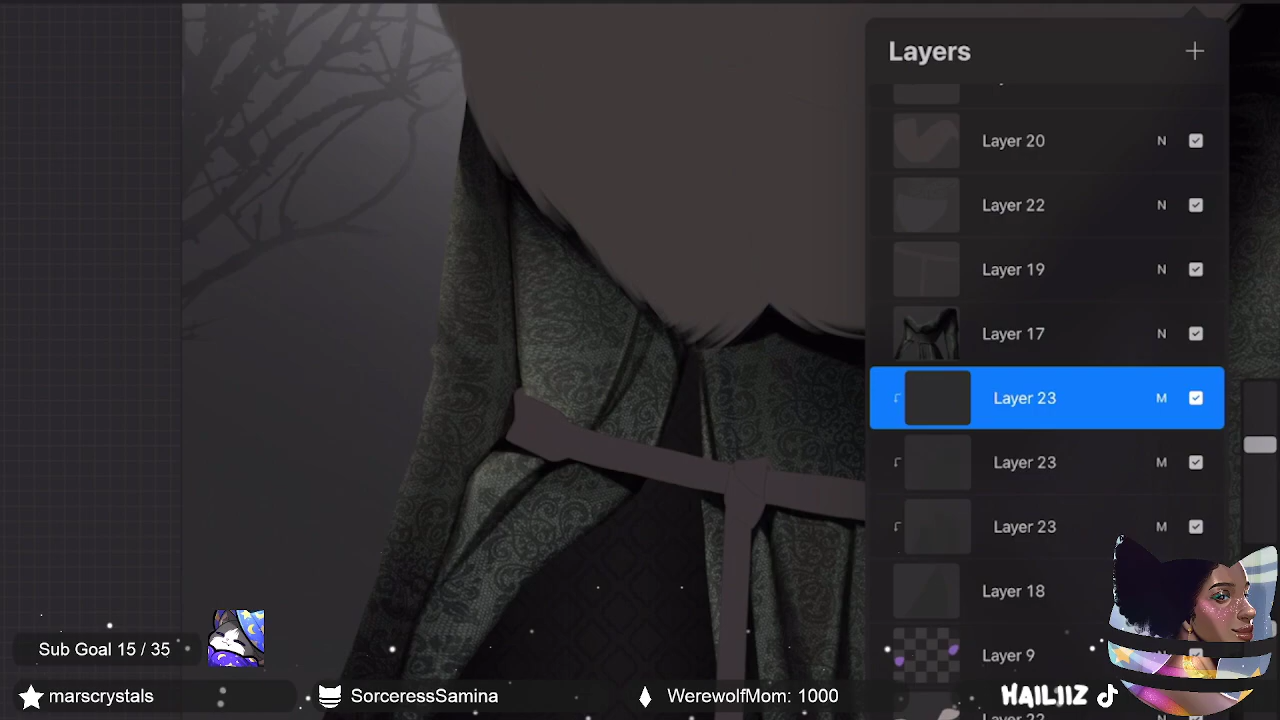 Layers
Layer 20 N
Layer 22 N
Layer 19 N
Layer 17 N
Layer 23 M
Layer 23 M
Layer 23 M
Layer 18
Layer 9
Sub Goal 15 / 35
marscrystals
SorceressSamina
WerewolfMom: 1000
HAILJIZ